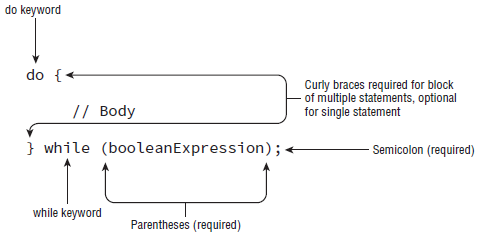 do keyword
do {
Curly braces required for block
of multiple statements, optional
for single statement
// Body
} while (booleanExpression);
Semicolon (required)
while keyword
Parentheses (required)